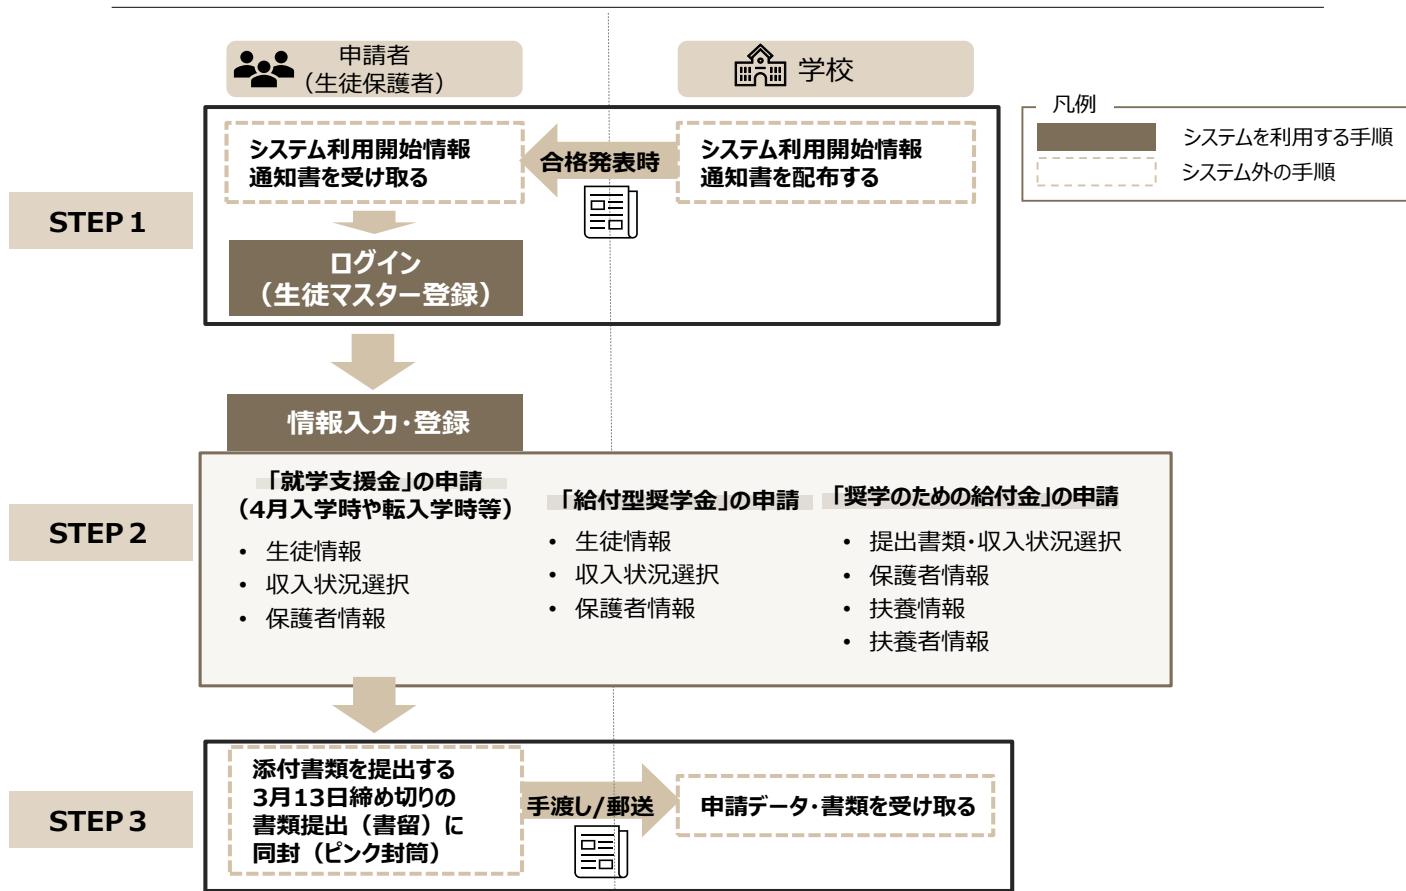 申請者
（生徒保護者）
学校
凡例
システムを利用する手順
システム外の手順
STEP 1
システム利用開始情報
通知書を受け取る
合格発表時
システム利用開始情報
通知書を配布する
ログイン
（生徒マスター登録）
STEP 2
情報入力・登録
「就学支援金」の申請
（4月入学時や転入学時等）
• 生徒情報
• 収入状況選択
• 保護者情報
「給付型奨学金」の申請
• 生徒情報
• 収入状況選択
• 保護者情報
「奨学のための給付金」の申請
• 提出書類・収入状況選択
• 保護者情報
• 扶養情報
• 扶養者情報
STEP 3
添付書類を提出する
3月13日締め切りの
書類提出（書留）に
同封（ピンク封筒）
手渡し/郵送
申請データ・書類を受け取る